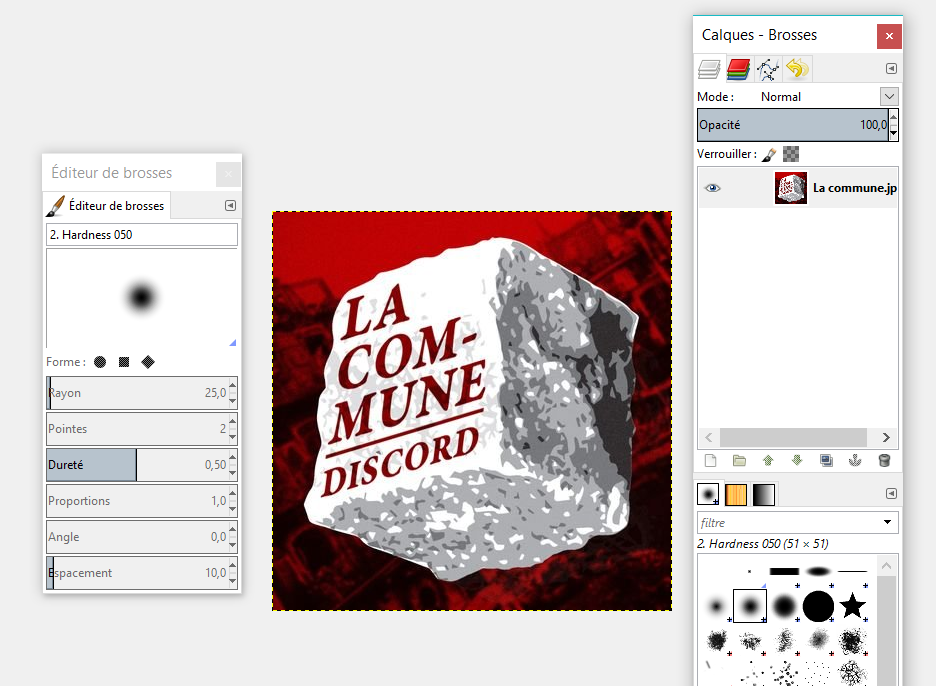 Calques - Brosses
Mode :
Normal
Opacité
100,0
Verrouiller :
La commune.jp
Éditeur de brosses
Éditeur de brosses
2. Hardness 050
Forme :
Rayon
25,0
Pointes
2
Dureté
0,50
Proportions
1,0
Angle
0,0
Espacement
10,0
LA
COM-
MUNE
DISCORD
filtre
2. Hardness 050 (51 × 51)